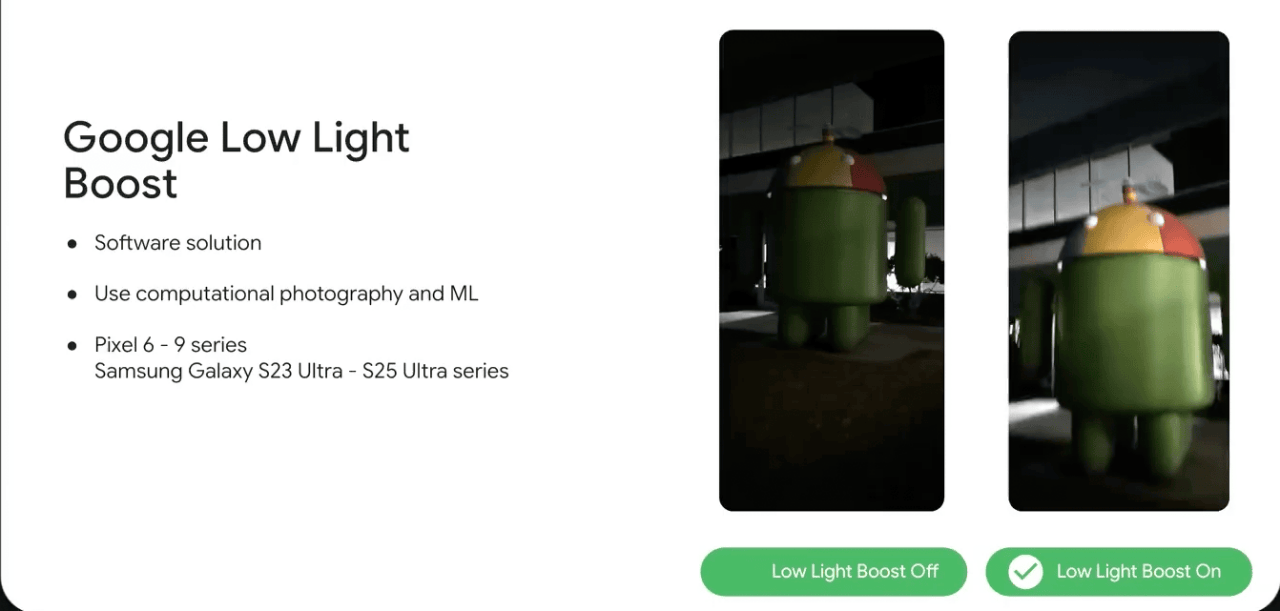 Google Low Light
Boost
● Software solution
● Use computational photography and ML
● Pixel 6 - 9 series
Samsung Galaxy S23 Ultra - S25 Ultra series
Low Light Boost Off
Low Light Boost On